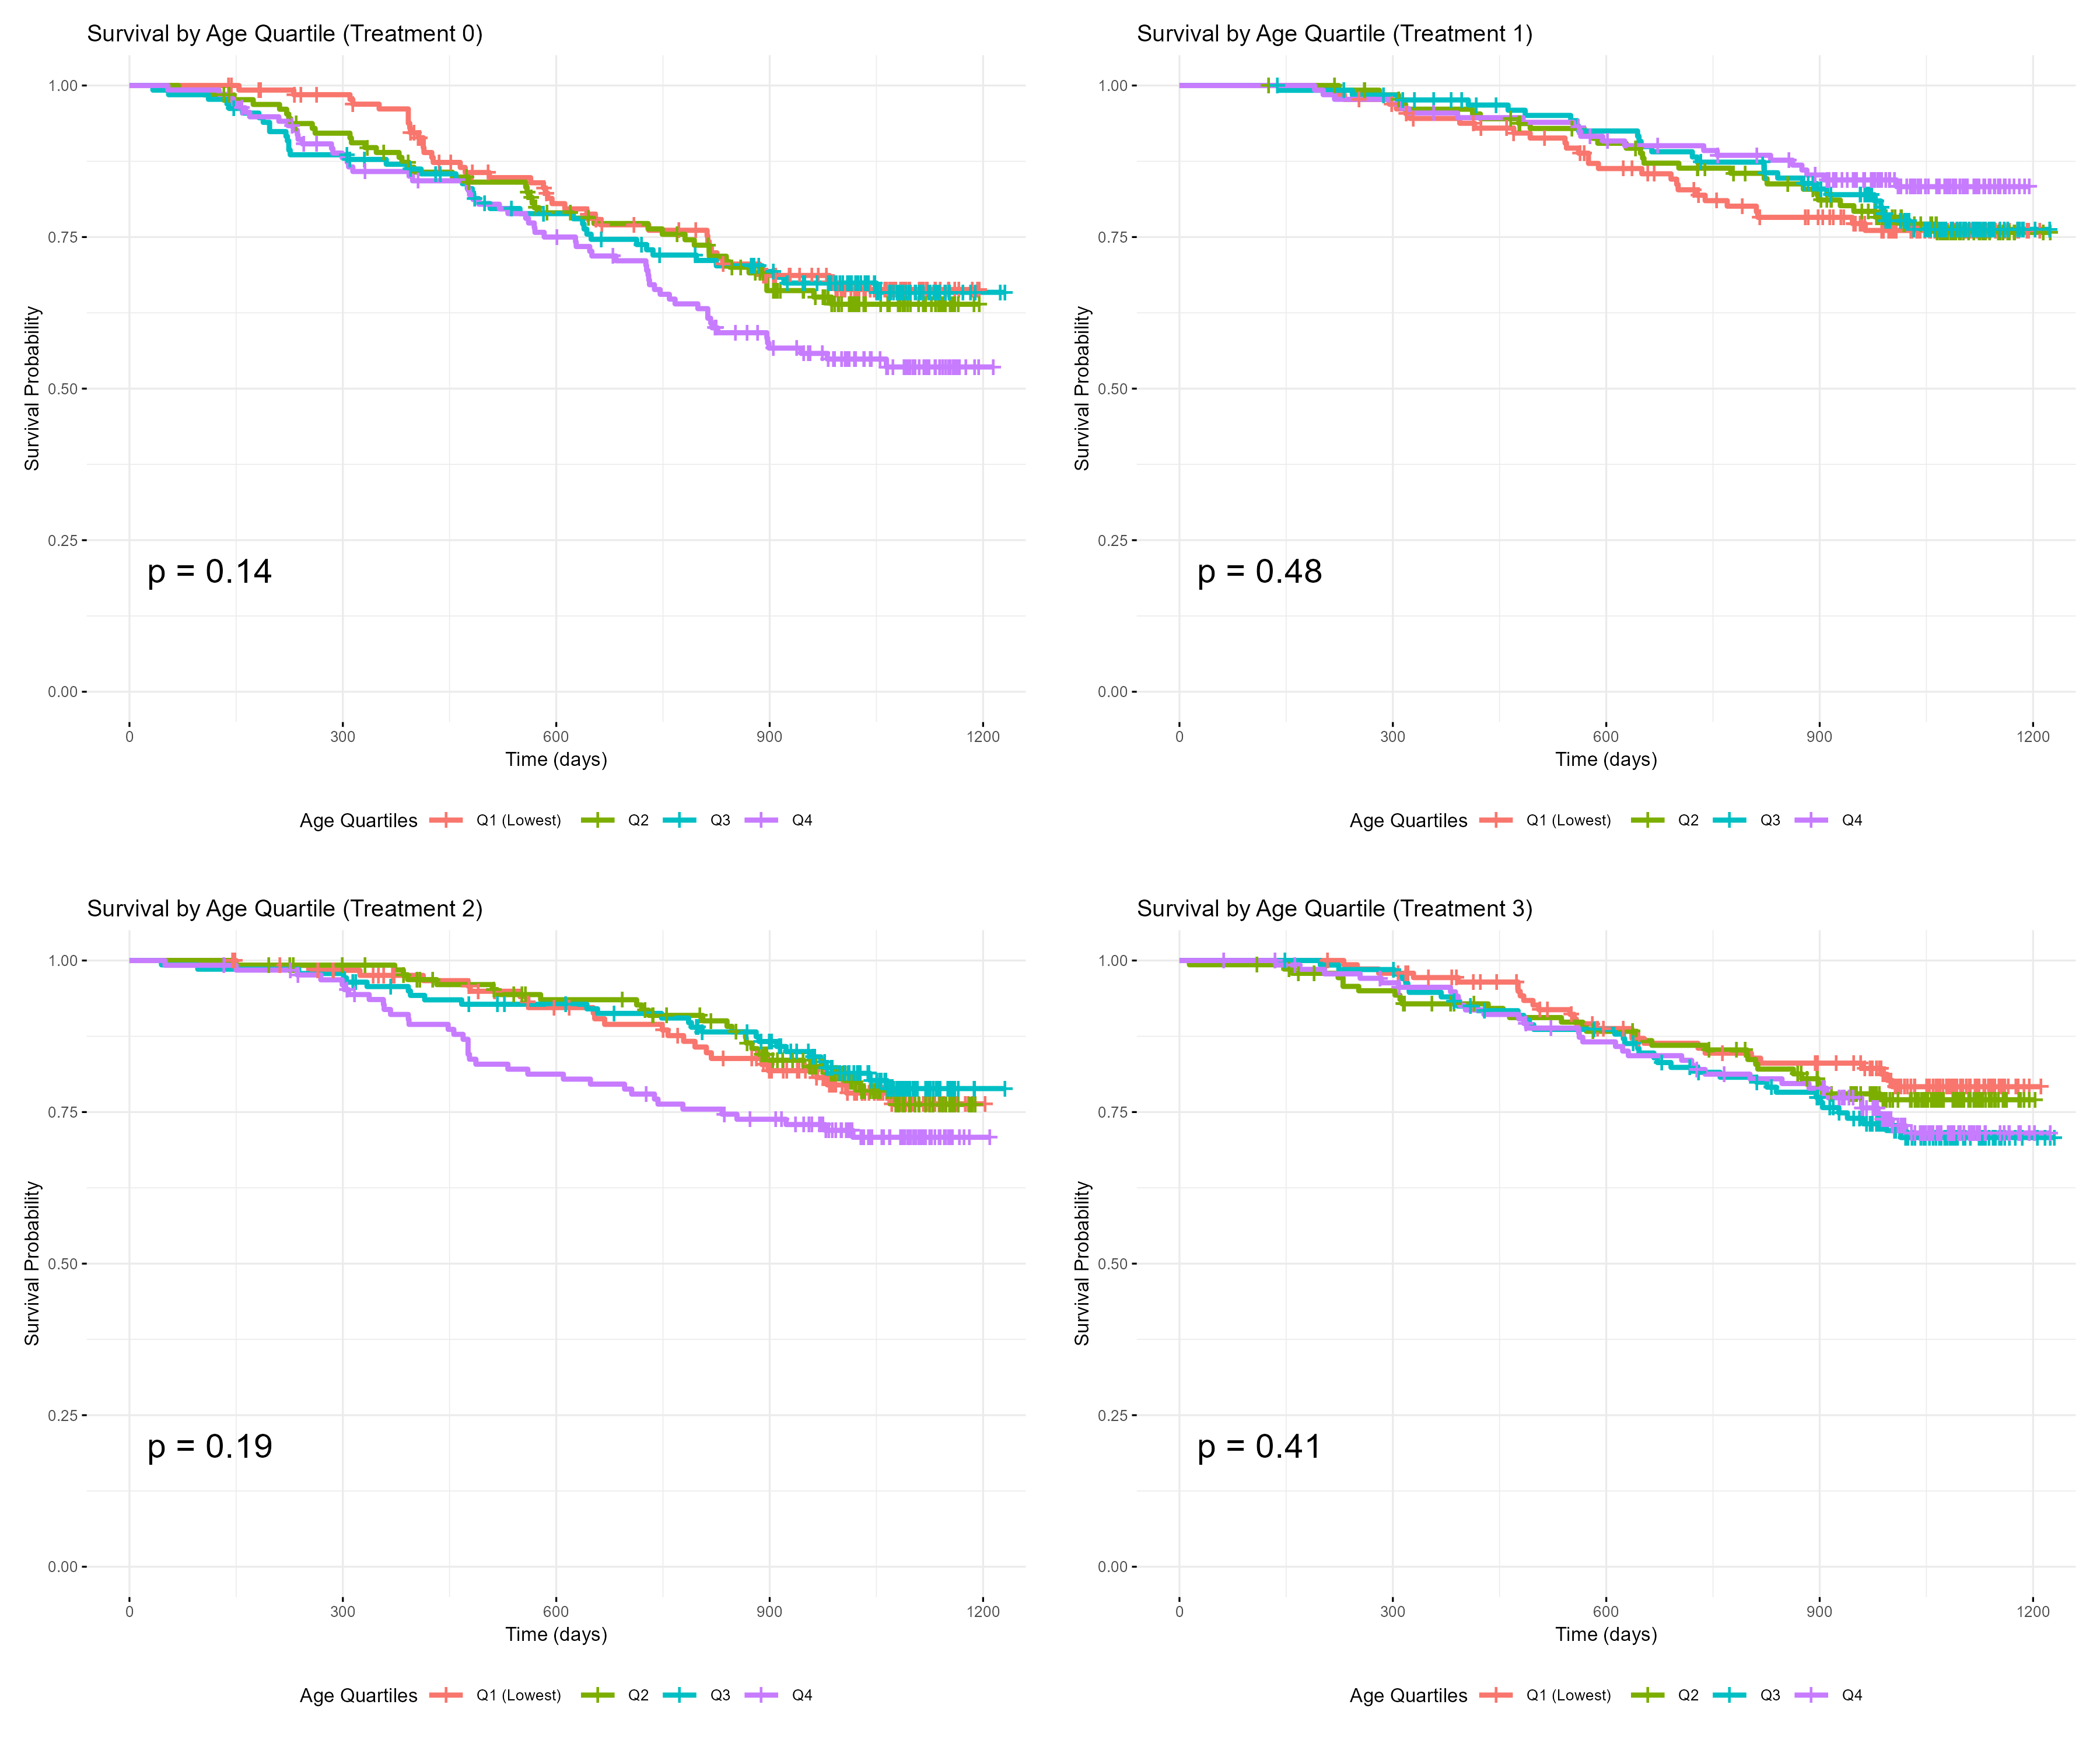 Survival by Age Quartile (Treatment 0)
1.00
0.75
0.50
0.25
0.00
Survival Probability
p = 0.14
0 300 600 900 1200
Time (days)
Age Quartiles Q1 (Lowest) Q2 Q3 Q4
Survival by Age Quartile (Treatment 1)
1.00
0.75
0.50
0.25
0.00
Survival Probability
p = 0.48
0 300 600 900 1200
Time (days)
Age Quartiles Q1 (Lowest) Q2 Q3 Q4
Survival by Age Quartile (Treatment 2)
1.00
0.75
0.50
0.25
0.00
Survival Probability
p = 0.19
0 300 600 900 1200
Time (days)
Age Quartiles Q1 (Lowest) Q2 Q3 Q4
Survival by Age Quartile (Treatment 3)
1.00
0.75
0.50
0.25
0.00
Survival Probability
p = 0.41
0 300 600 900 1200
Time (days)
Age Quartiles Q1 (Lowest) Q2 Q3 Q4